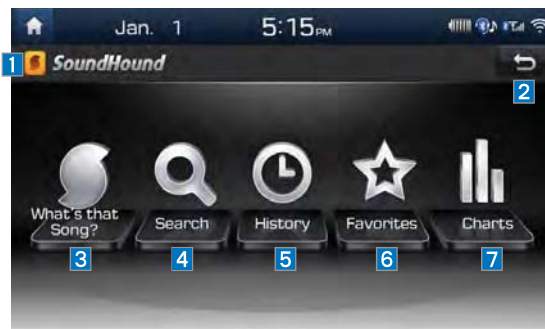 Jan. 1 5:15PM
1 SoundHound
2
What's that
Song? Search History Favorites Charts
3 4 5 6 7